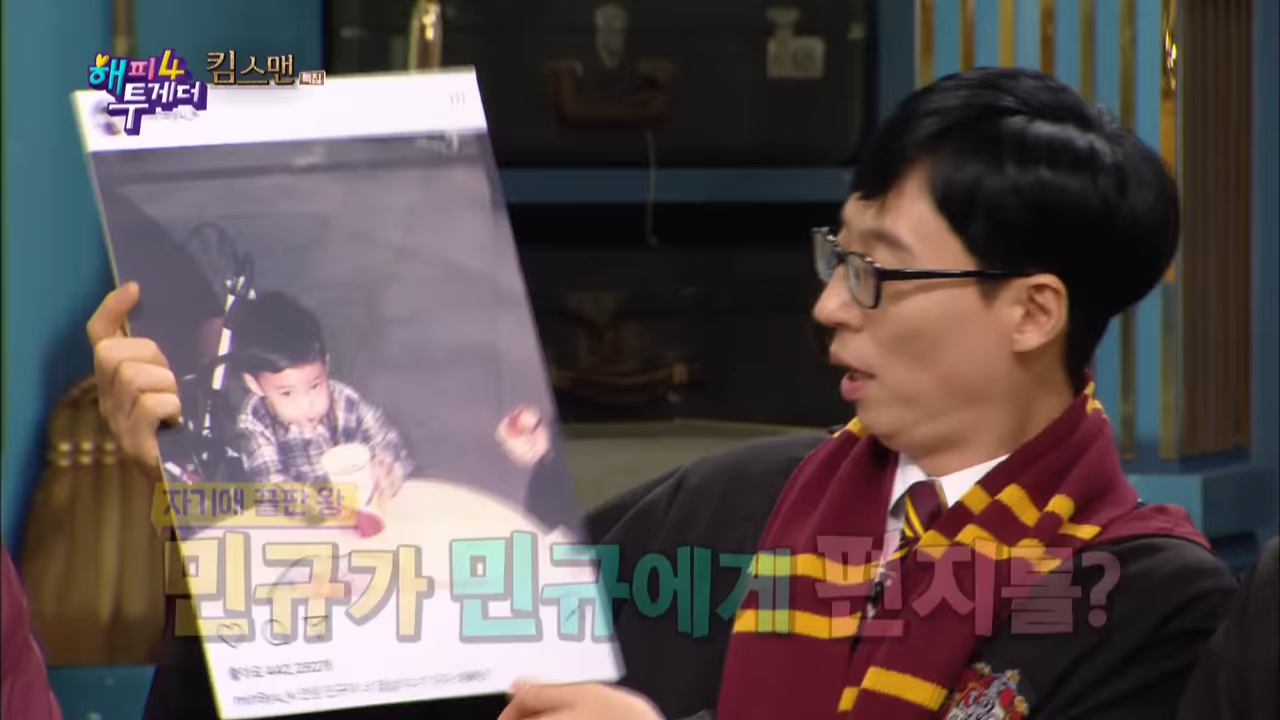 해피4
투게더
킴스맨 특집
자기애 끝판 왕
민규가 민규에게 편지를?